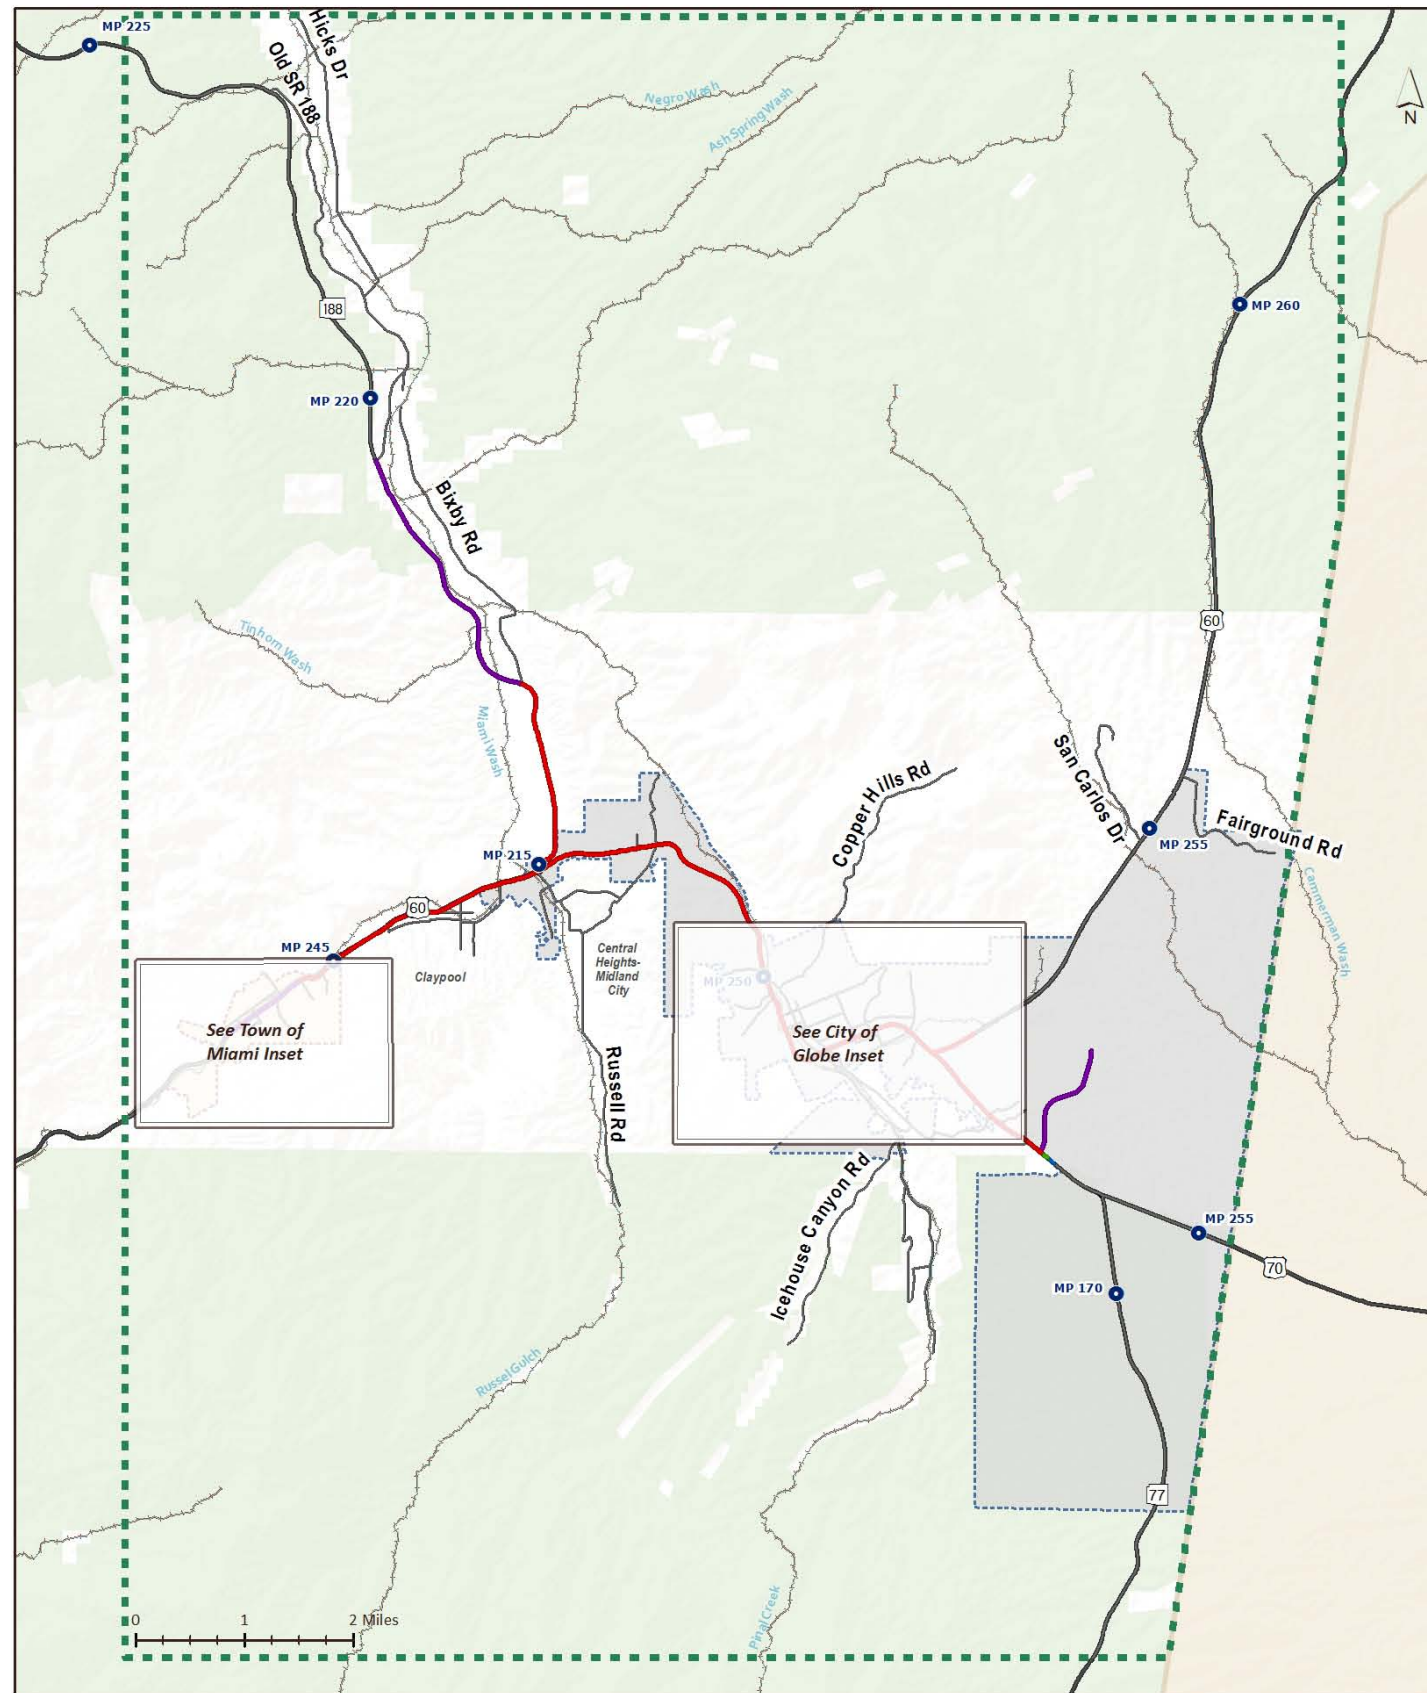 MP 225
Hicks Dr
Old SR 188
Negro Wash
Ash Spring Wash
N
188
MP 260
MP 220
Bixby Rd
60
Tinhorn Wash
Miami Wash
San Carlos Dr
Copper Hills Rd
Fairground Rd
MP 255
MP 215
60
Cammerman Wash
MP 245
Claypool
Central
Heights-
Midland
City
MP 250
See Town of
Miami Inset
See City of
Globe Inset
Russell Rd
Icehouse Canyon Rd
MP 255
70
MP 170
Russel Gulch
77
Pinal Creek
0 1 2 Miles